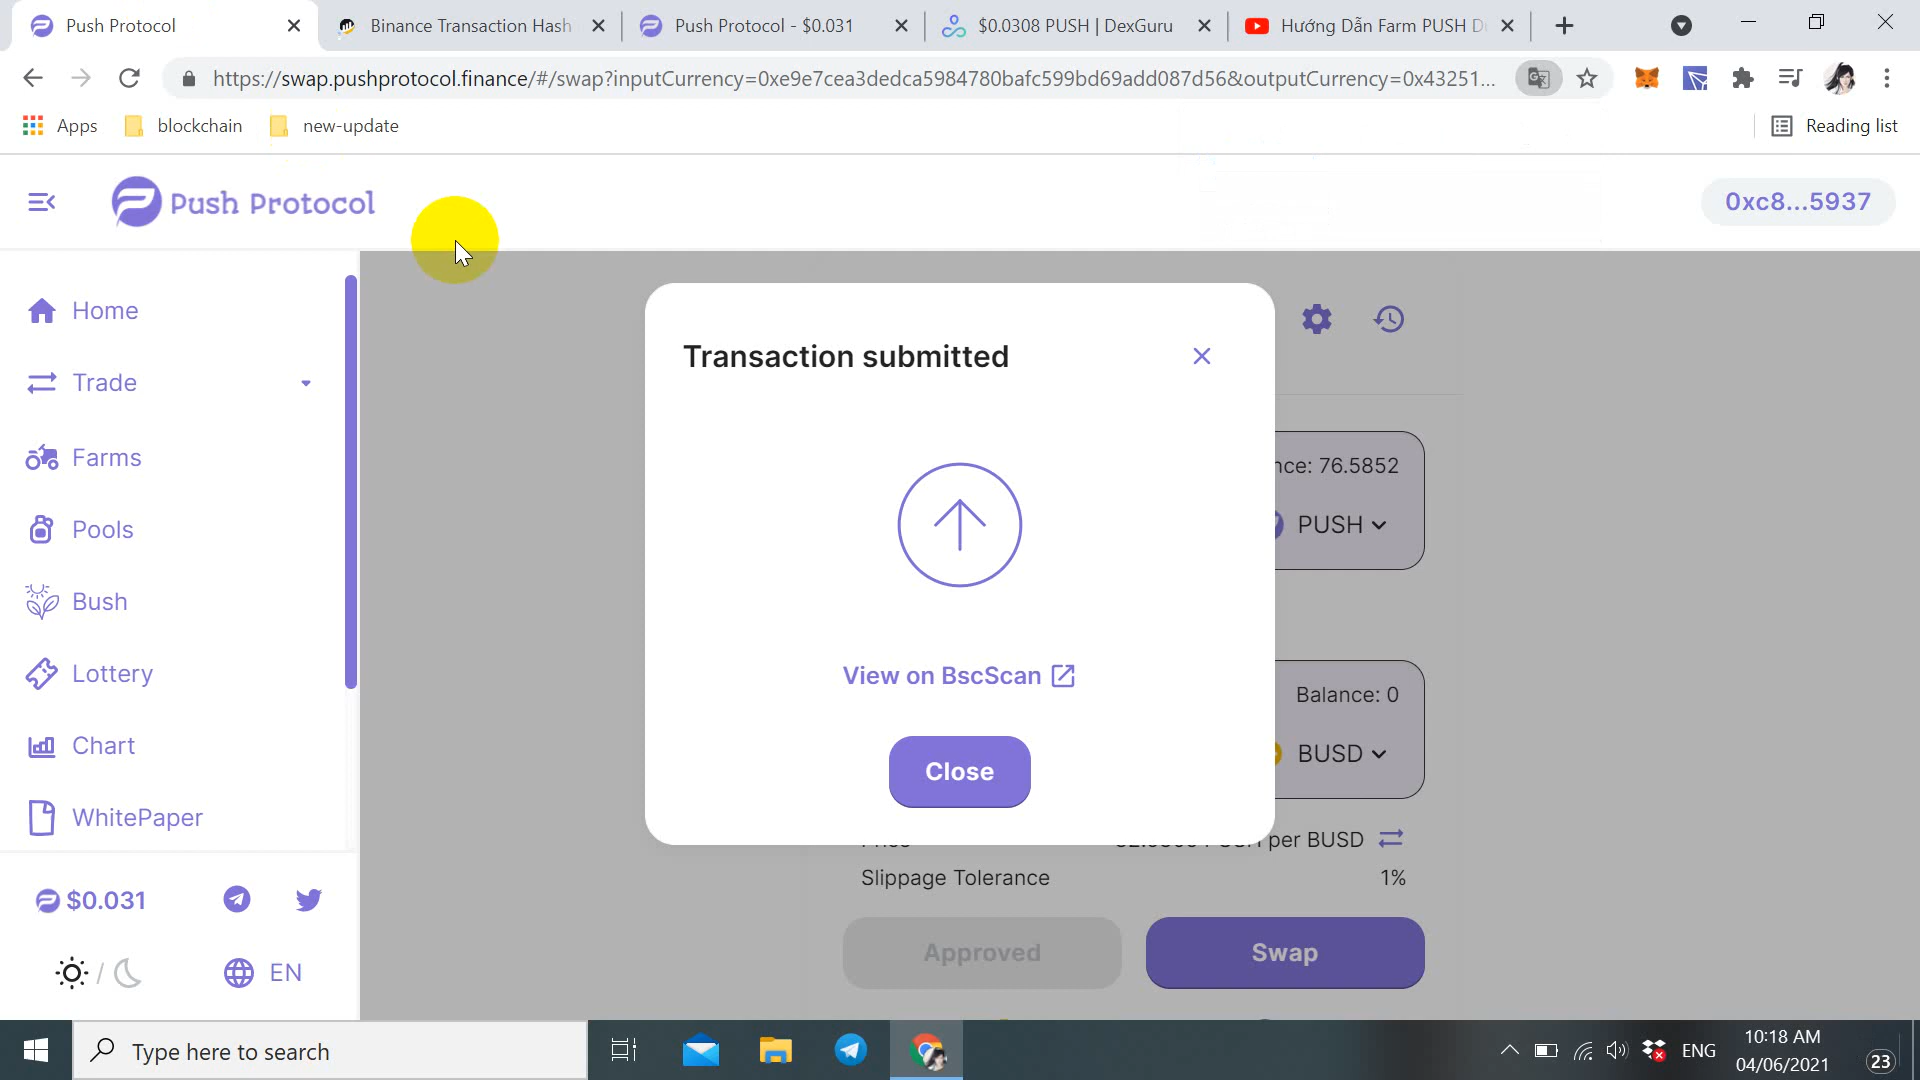 Push Protocol
Binance Transaction Hash
Push Protocol - $0.031
$0.0308 PUSH | DexGuru
Hướng Dẫn Farm PUSH
https://swap.pushprotocol.finance/#/swap?inputCurrency=0xe9e7cea3dedca5984780bafc599bd69add087d56&outputCurrency=0x43251...
Apps
blockchain
new-update
Reading list
Push Protocol
0xc8...5937
Home
Trade
Farms
Pools
Bush
Lottery
Chart
WhitePaper
$0.031
/
EN
Transaction submitted
View on BscScan
Close
nce: 76.5852
PUSH
Balance: 0
BUSD
per BUSD
Slippage Tolerance
1%
Approved
Swap
Type here to search
ENG
10:18 AM
04/06/2021
23